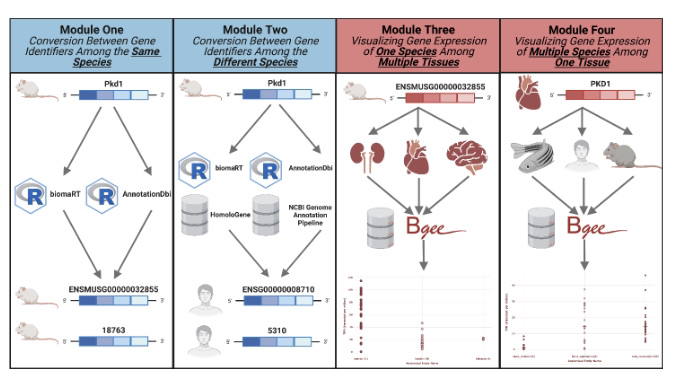 Module One
Conversion Between Gene
Identifiers Among the Same
Species
Pkd1
5' 3'
R biomaRT
R AnnotationDbi
ENSMUSG00000032855
5' 3'
18763
5' 3'
Module Two
Conversion Between Gene
Identifiers Among the
Different Species
Pkd1
5' 3'
R biomaRT
R AnnotationDbi
HomoloGene
NCBI Genome
Annotation
Pipeline
ENSG00000008710
5' 3'
5310
5' 3'
Module Three
Visualizing Gene Expression
of One Species Among
Multiple Tissues
ENSMUSG00000032855
5' 3'
Bgee
Module Four
Visualizing Gene Expression
of Multiple Species Among
One Tissue
PKD1
5' 3'
Bgee